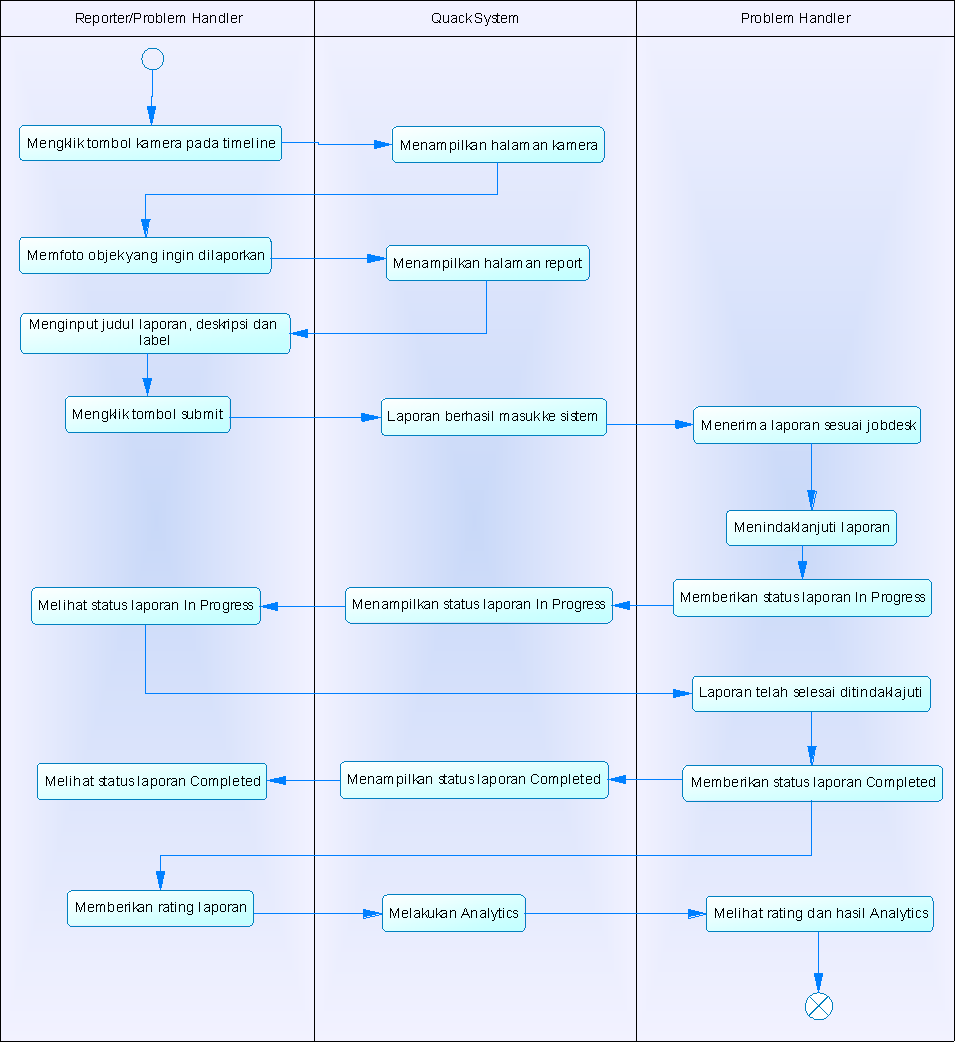 Reporter/Problem Handler
Quack System
Problem Handler
Mengklik tombol kamera pada timeline
Menampilkan halaman kamera
Memfoto objek yang ingin dilaporkan
Menampilkan halaman report
Menginput judul laporan, deskripsi dan
label
Mengklik tombol submit
Laporan berhasil masuk ke sistem
Menerima laporan sesuai jobdesk
Menindaklanjuti laporan
Melihat status laporan In Progress
Menampilkan status laporan In Progress
Memberikan status laporan In Progress
Laporan telah selesai ditindaklajuti
Melihat status laporan Completed
Menampilkan status laporan Completed
Memberikan status laporan Completed
Memberikan rating laporan
Melakukan Analytics
Melihat rating dan hasil Analytics